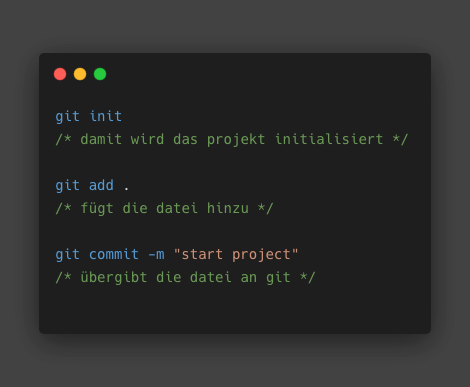 git init
/* damit wird das projekt initialisiert */
git add .
/* fügt die datei hinzu */
git commit -m "start project"
/* übergibt die datei an git */